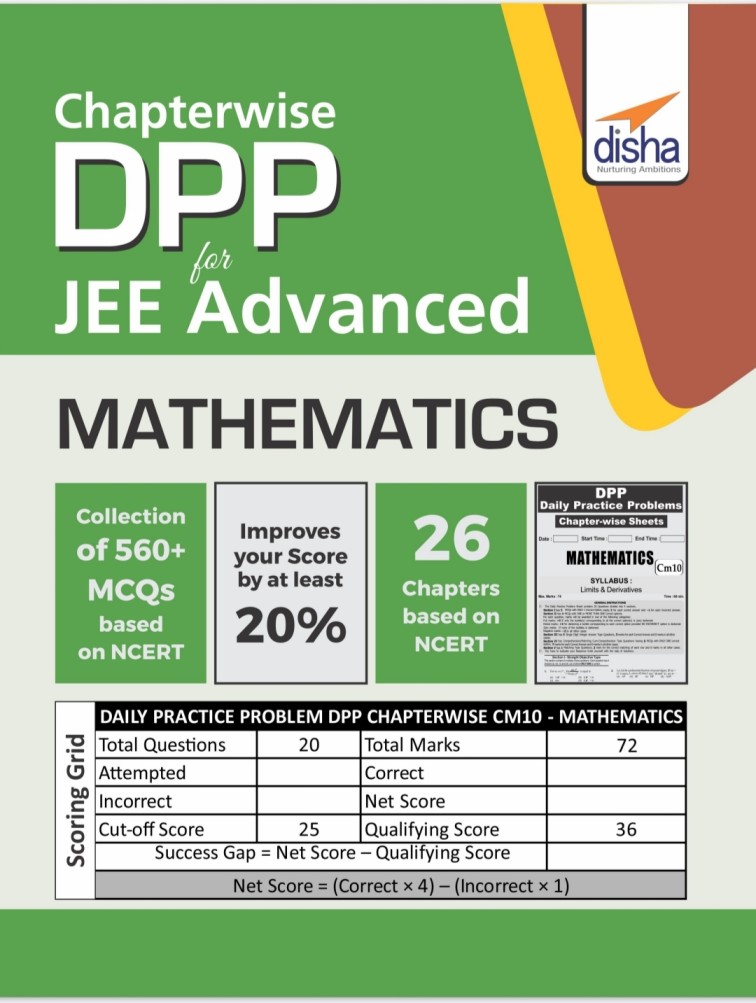 Chapterwise
DPP
for
JEE Advanced
disha
Nurturing Ambitions
MATHEMATICS
Collection
of 560+
MCQs
based
on NCERT
Improves
your Score
by at least
20%
26
Chapters
based on
NCERT
DPP
Daily Practice Problems
Chapter-wise Sheets
Date : Start Time : End Time :
MATHEMATICS Cm10
SYLLABUS :
Limits & Derivatives
Scoring Grid
DAILY PRACTICE PROBLEM DPP CHAPTERWISE CM10 - MATHEMATICS
Total Questions 20 Total Marks 72
Attempted Correct
Incorrect Net Score
Cut-off Score 25 Qualifying Score 36
Success Gap = Net Score – Qualifying Score
Net Score = (Correct × 4) – (Incorrect × 1)